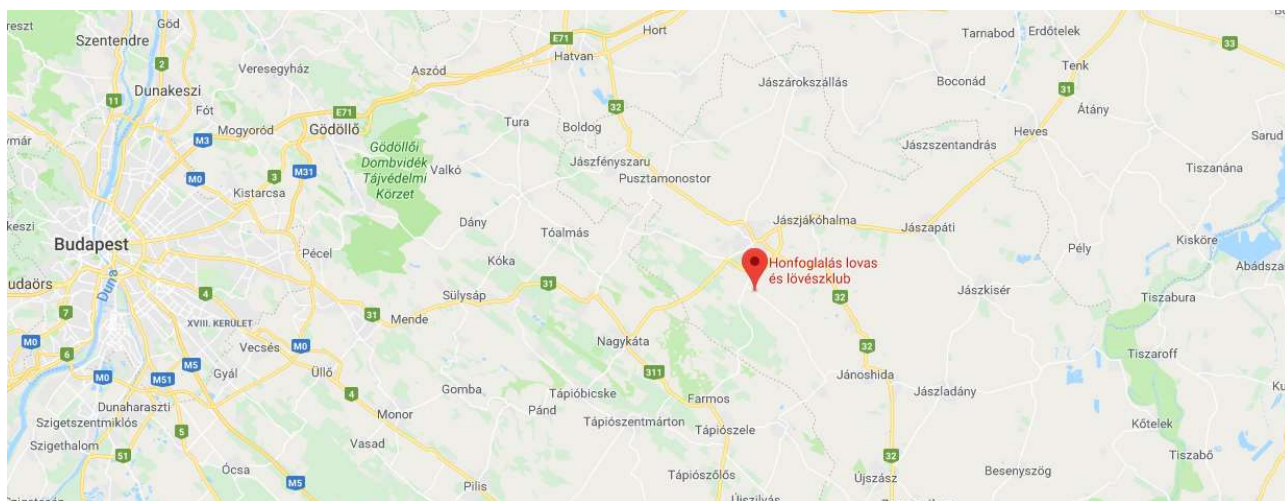 Göd
Szentendre
2
Dunakeszi
11
Fót
Mogyoród
M3
M0
3
Kistarcsa
M31
Veresegyház
E71
Gödöllő
Aszód
E71
Hatvan
Hort
32
Tura
Boldog
Jászfényszaru
Pusztamonostor
Gödöllői
Dombvidék
Tájvédelmi
Körzet
Valkó
Dány
Tóalmás
Kóka
Jászárokszállás
Tarnabod
Erdőtelek
Boconád
Tenk
31
33
Átány
Heves
Sarud
Jászszentandrás
Tiszanána
Jászjákóhalma
Jászapáti
Pély
Kisköre
Abádsza
Budapest
Duna
udaörs
7
M0
6
Pécel
4
XVIII. KERÜLET
Vecsés
M0
31
Mende
Sülysáp
31
Honfoglalás lovas
és lövészklub
32
Jászkisér
Tiszabura
Nagykáta
311
M5
M51
M0
Gyál
Üllő
4
Dunaharaszti
Szigetszentmiklós
Szigethalom
51
5
Ócsa
M5
Monor
Vasad
Pilis
Gomba
Pánd
Tápióbicske
Tápiószentmárton
Farmos
Tápiószele
Tápiószőlős
Újszilvás
32
Jánoshida
Jászladány
32
Újszász
Besenyszög
Tiszaroff
Kőtelek
Tiszabő